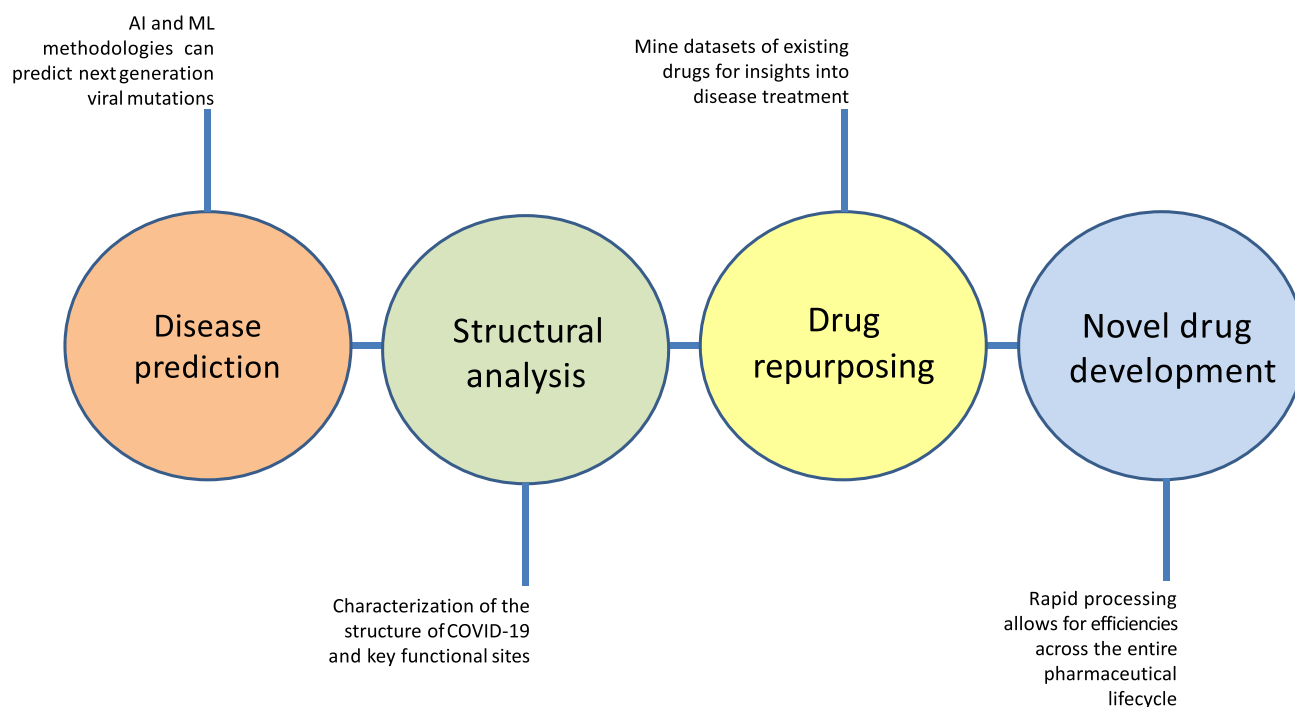 AI and ML
methodologies can
predict next generation
viral mutations
Mine datasets of existing
drugs for insights into
disease treatment
Disease
prediction
Structural
analysis
Drug
repurposing
Novel drug
development
Characterization of the
structure of COVID-19
and key functional sites
Rapid processing
allows for efficiencies
across the entire
pharmaceutical
lifecycle